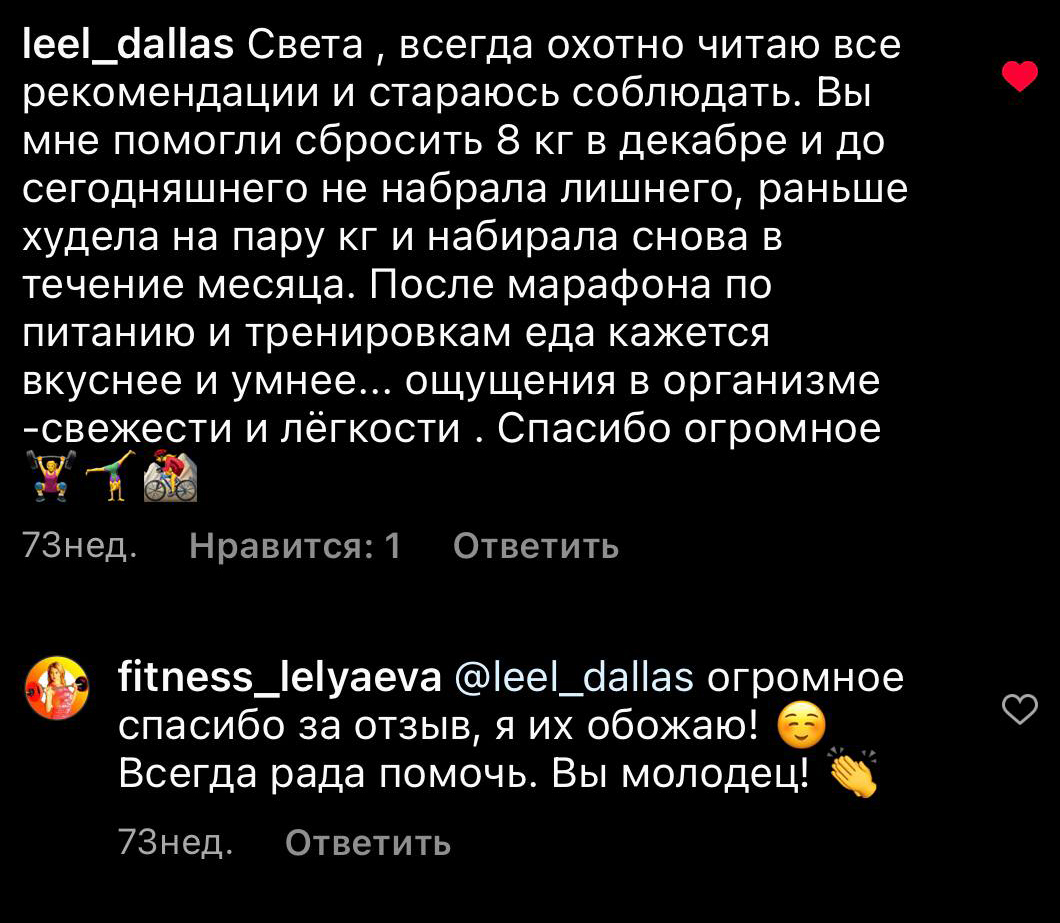 leel_dallas Света , всегда охотно читаю все
рекомендации и стараюсь соблюдать. Вы
мне помогли сбросить 8 кг в декабре и до
сегодняшнего не набрала лишнего, раньше
худела на пару кг и набирала снова в
течение месяца. После марафона по
питанию и тренировкам еда кажется
вкуснее и умнее... ощущения в организме
-свежести и лёгкости . Спасибо огромное
🏋️‍♀️🤸‍♀️🚵‍♀️
73нед. Нравится: 1 Ответить
fitness_lelyaeva @leel_dallas огромное
спасибо за отзыв, я их обожаю! ☺️
Всегда рада помочь. Вы молодец! 👏
73нед. Ответить